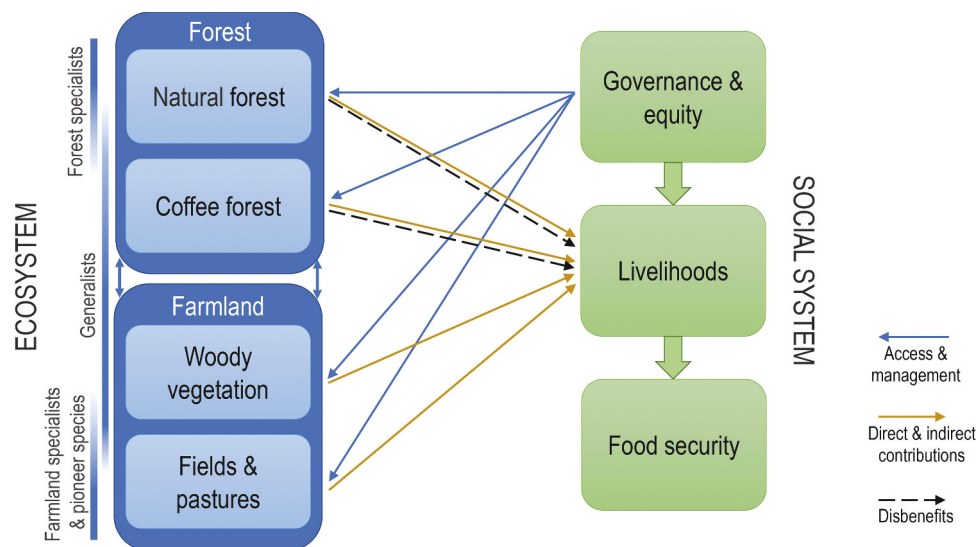 ECOSYSTEM
Forest specialists
Generalists
Farmland specialists
& pioneer species
Forest
Natural forest
Coffee forest
Farmland
Woody
vegetation
Fields &
pastures
Governance &
equity
Livelihoods
Food security
SOCIAL SYSTEM
Access &
management
Direct & indirect
contributions
Disbenefits